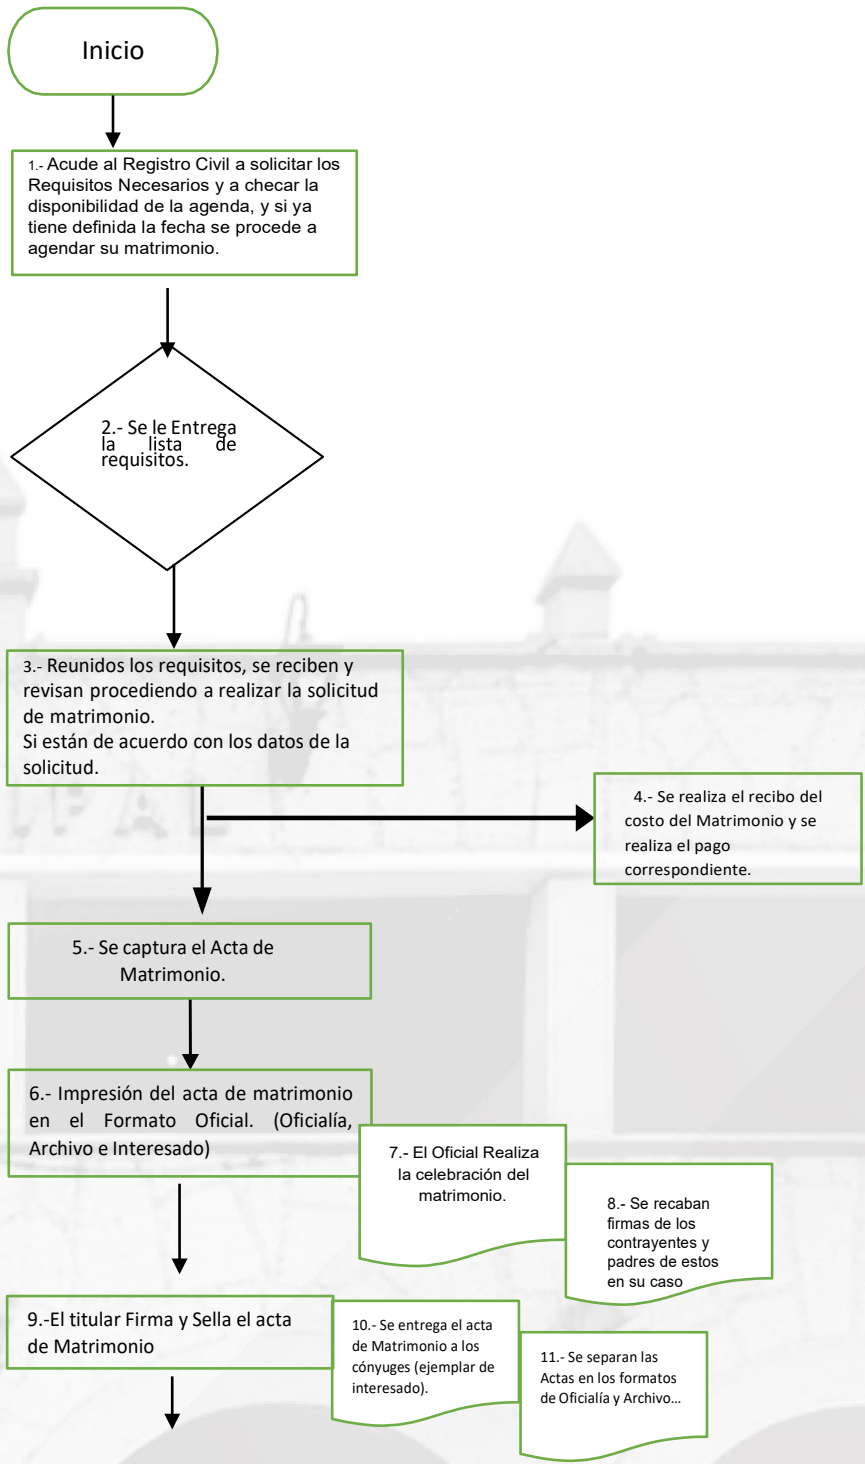 Inicio
1.- Acude al Registro Civil a solicitar los
Requisitos Necesarios y a checar la
disponibilidad de la agenda, y si ya
tiene definida la fecha se procede a
agendar su matrimonio.
2.- Se le Entrega
la lista de
requisitos.
3.- Reunidos los requisitos, se reciben y
revisan procediendo a realizar la solicitud
de matrimonio.
Si están de acuerdo con los datos de la
solicitud.
4.- Se realiza el recibo del
costo del Matrimonio y se
realiza el pago
correspondiente.
5.- Se captura el Acta de
Matrimonio.
6.- Impresión del acta de matrimonio
en el Formato Oficial. (Oficialía,
Archivo e Interesado)
7.- El Oficial Realiza
la celebración del
matrimonio.
8.- Se recaban
firmas de los
contrayentes y
padres de estos
en su caso
9.-El titular Firma y Sella el acta
de Matrimonio
10.- Se entrega el acta
de Matrimonio a los
cónyuges (ejemplar de
interesado).
11.- Se separan las
Actas en los formatos
de Oficialía y Archivo...